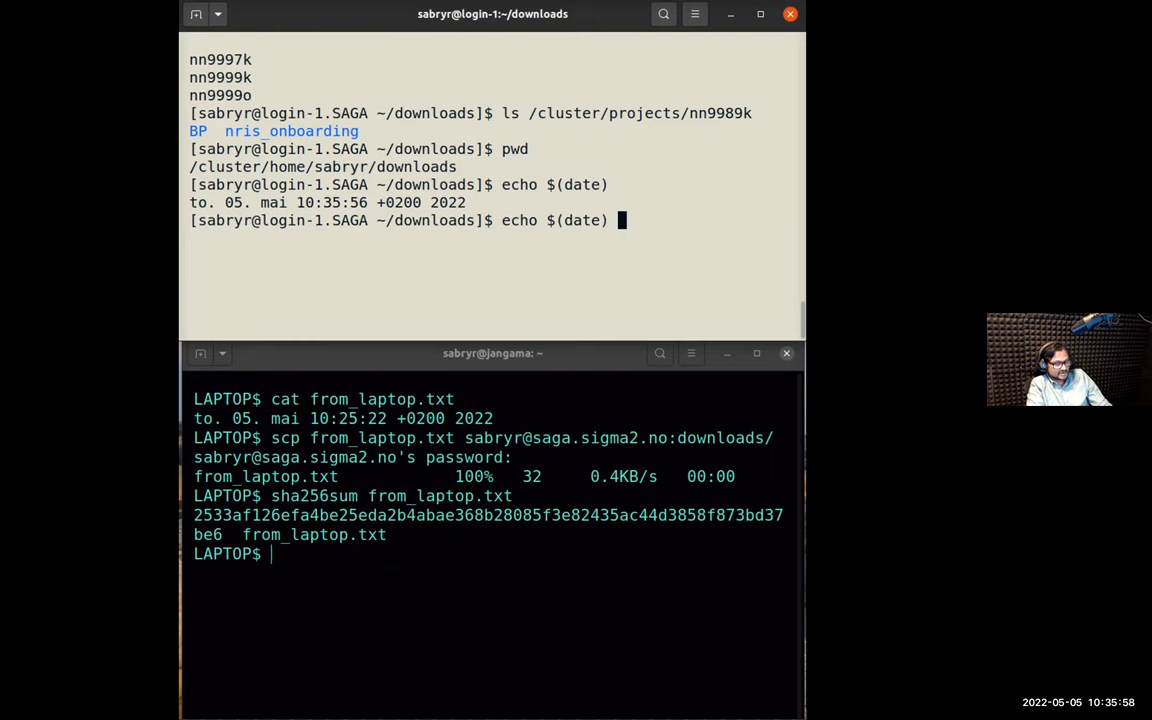 sabryr@login-1:~/downloads
nn9997k
nn9999k
nn9999o
[sabryr@login-1.SAGA ~/downloads]$ ls /cluster/projects/nn9989k
BP  nris_onboarding
[sabryr@login-1.SAGA ~/downloads]$ pwd
/cluster/home/sabryr/downloads
[sabryr@login-1.SAGA ~/downloads]$ echo $(date)
to. 05. mai 10:35:56 +0200 2022
[sabryr@login-1.SAGA ~/downloads]$ echo $(date)
sabryr@jangama: ~
LAPTOP$ cat from_laptop.txt
to. 05. mai 10:25:22 +0200 2022
LAPTOP$ scp from_laptop.txt sabryr@saga.sigma2.no:downloads/
sabryr@saga.sigma2.no's password:
from_laptop.txt 100% 32 0.4KB/s 00:00
LAPTOP$ sha256sum from_laptop.txt
2533af126efa4be25eda2b4abae368b28085f3e82435ac44d3858f873bd37
be6  from_laptop.txt
LAPTOP$
2022-05-05 10:35:58